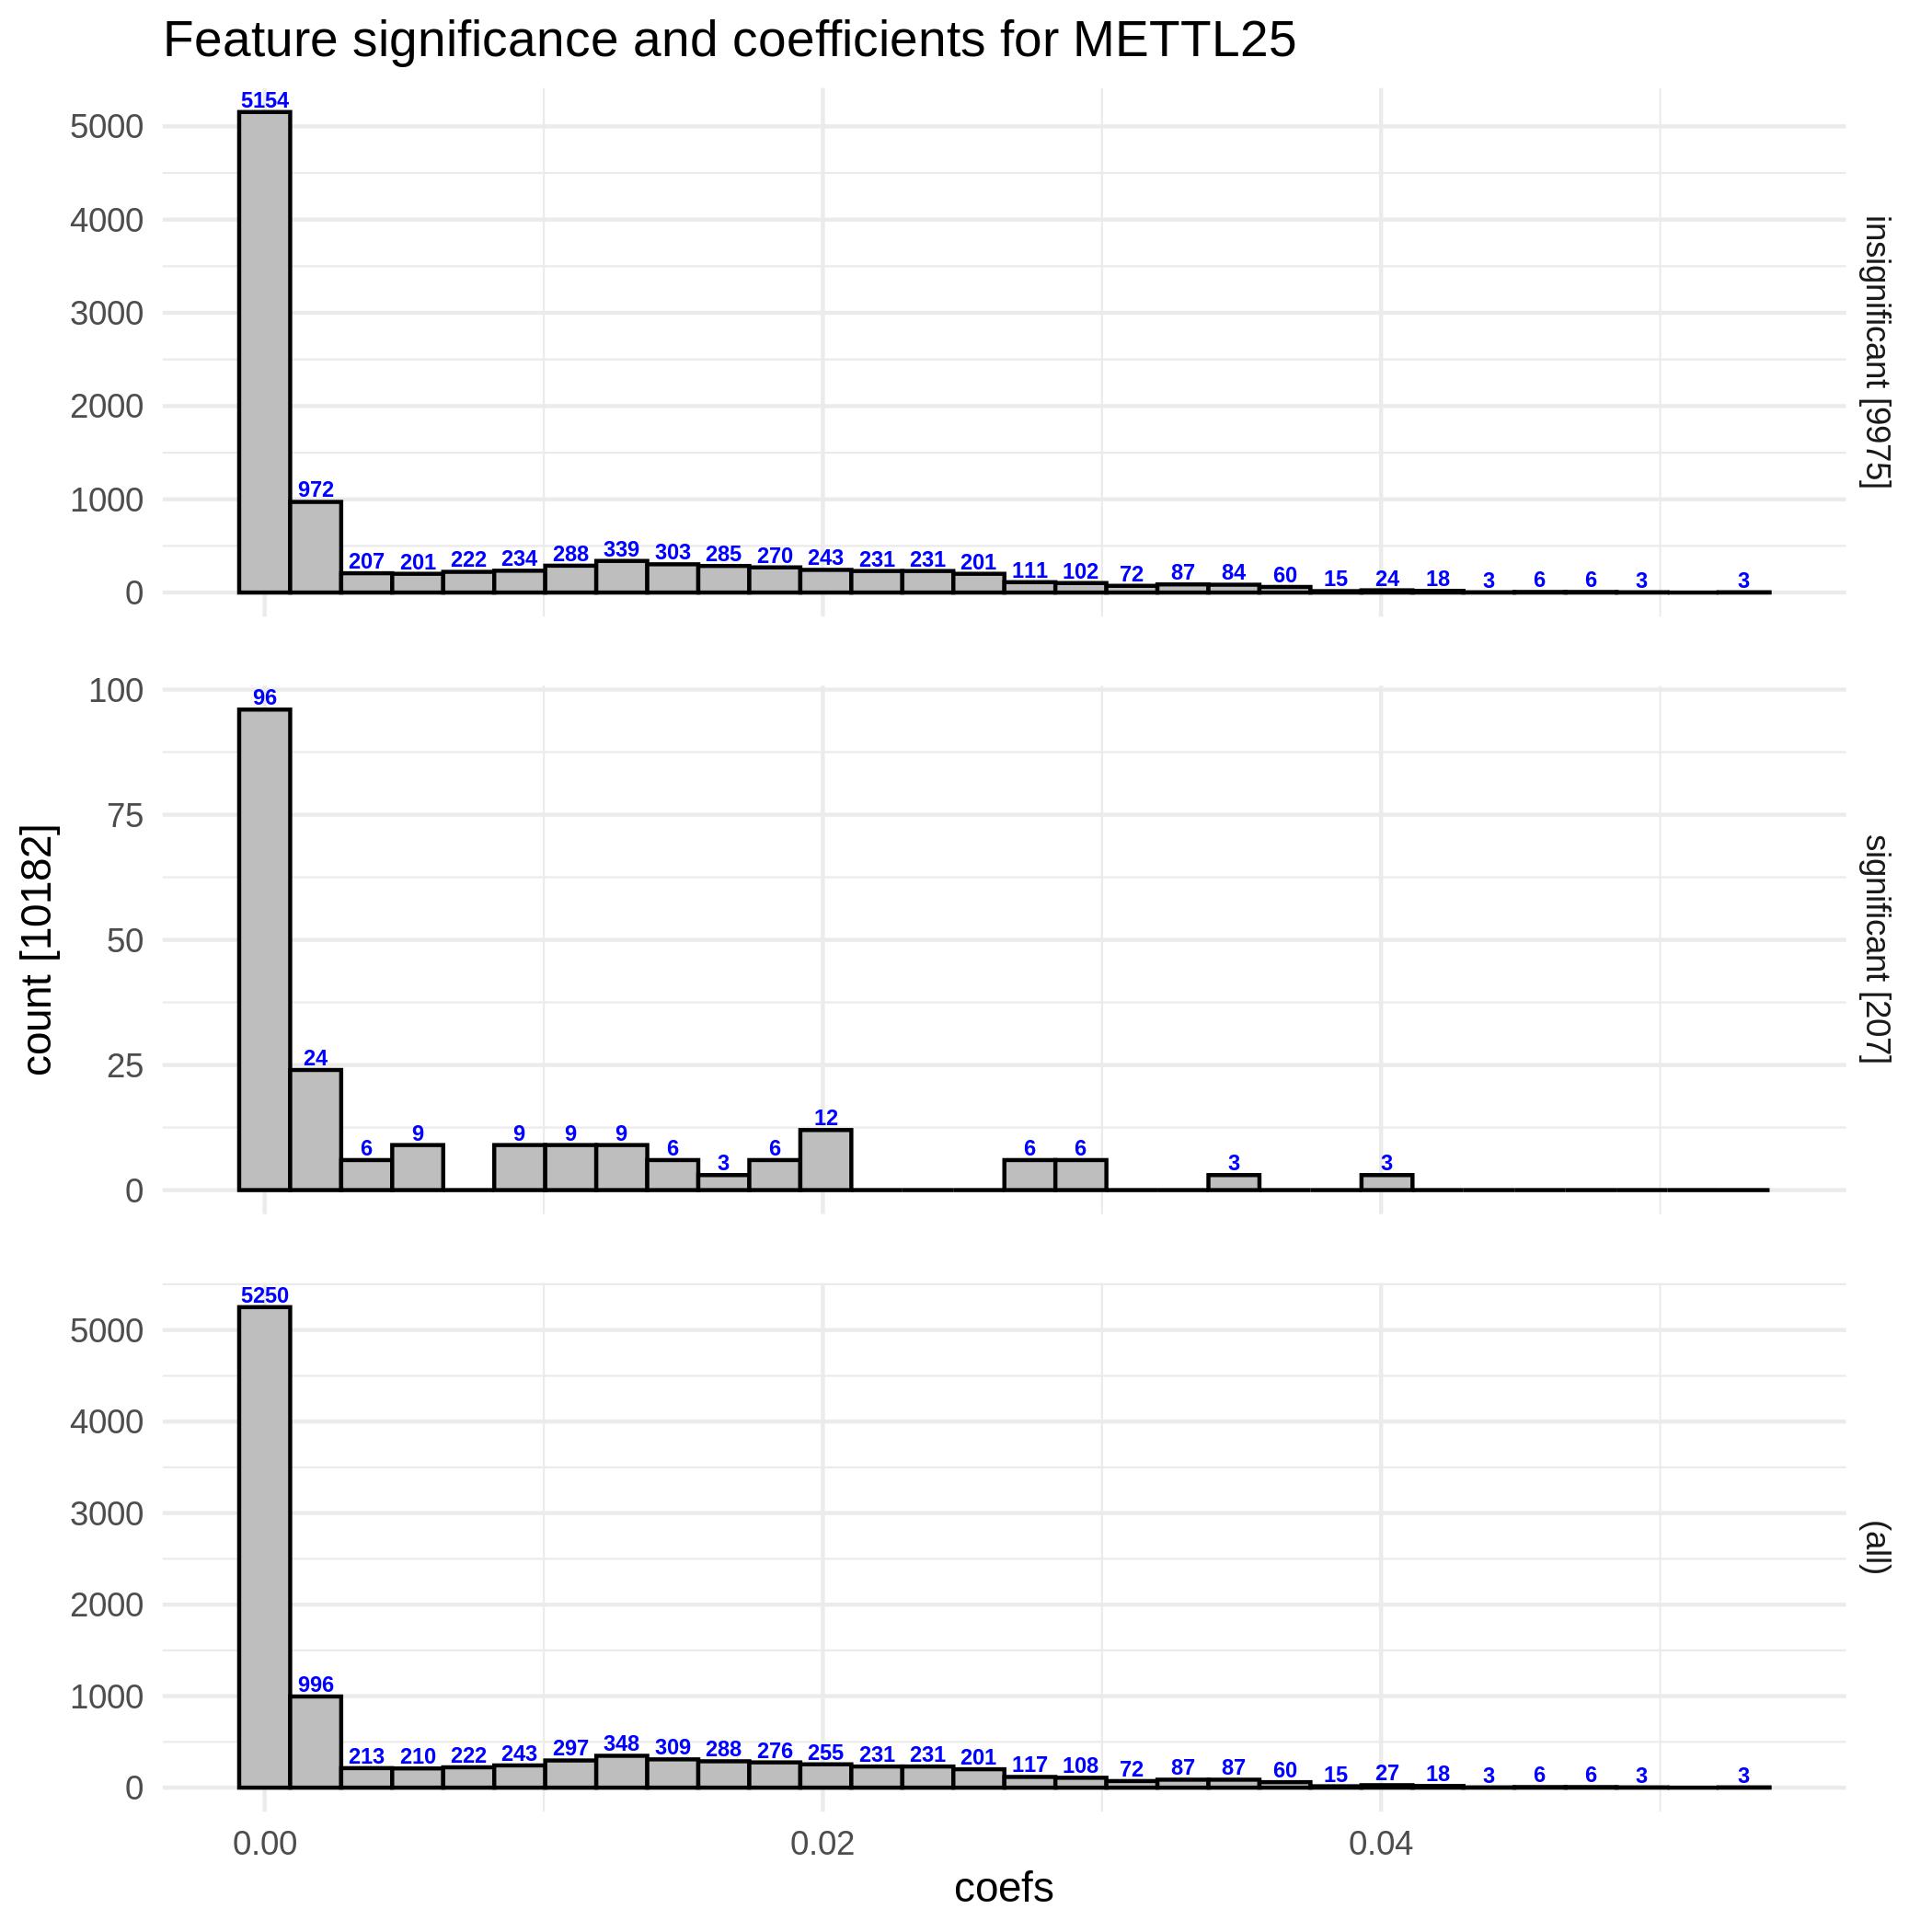 Feature significance and coefficients for METTL25
5154
5000
4000
3000
2000
1000
0
972
207 201 222 234 288 339 303 285 270 243 231 231 201 111 102 72 87 84 60 15 24 18 3 6 6 3 3
insignificant [9975]
count [10182]
100
75
50
25
0
96
24
6 9 9 9 9 6 3 6 12 6 6 3 3
significant [207]
5250
5000
4000
3000
2000
1000
0
996
213 210 222 243 297 348 309 288 276 255 231 231 201 117 108 72 87 87 60 15 27 18 3 6 6 3 3
(all)
0.00 0.02 0.04
coefs